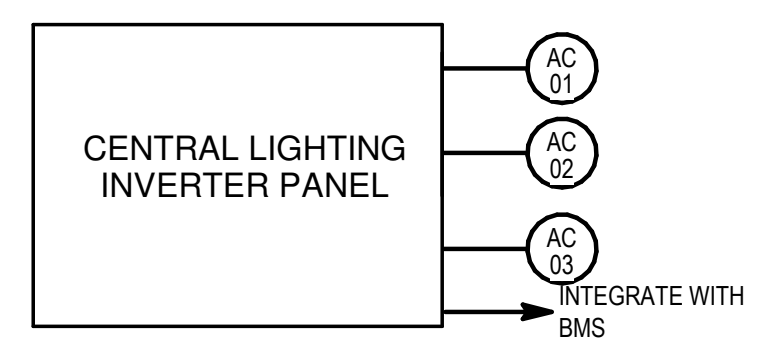 CENTRAL LIGHTING
INVERTER PANEL
AC
01
AC
02
AC
03
INTEGRATE WITH
BMS